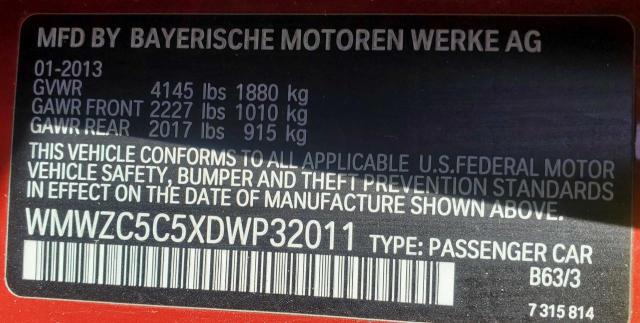 MFD BY BAYERISCHE MOTOREN WERKE AG
01-2013
GVWR 4145 lbs 1880 kg
GAWR FRONT 2227 lbs 1010 kg
GAWR REAR 2017 lbs 915 kg
THIS VEHICLE CONFORMS TO ALL APPLICABLE U.S.FEDERAL MOTOR
VEHICLE SAFETY, BUMPER AND THEFT PREVENTION STANDARDS
IN EFFECT ON THE DATE OF MANUFACTURE SHOWN ABOVE.
WMWZC5C5XDWP32011 TYPE: PASSENGER CAR
B63/3
7 315 814